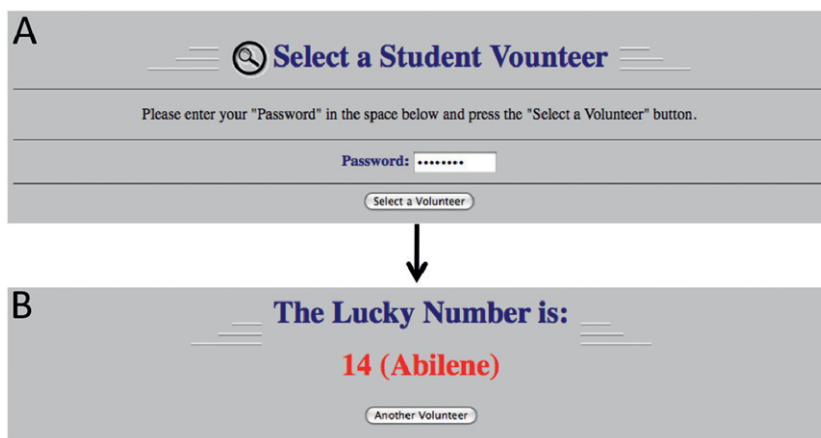 A
Select a Student Vounteer
Please enter your "Password" in the space below and press the "Select a Volunteer" button.
Password: ••••••••
Select a Volunteer
B
The Lucky Number is:
14 (Abilene)
Another Volunteer